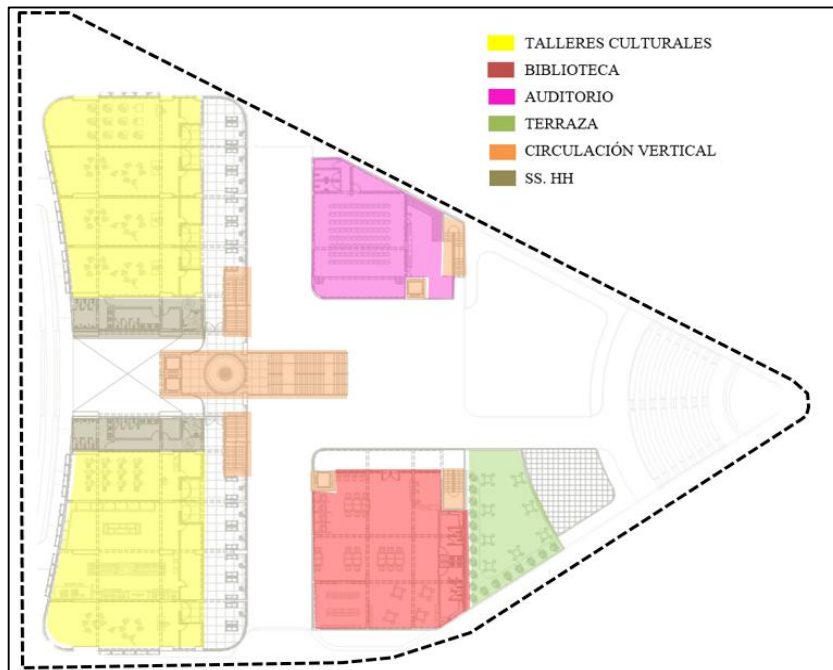 TALLERES CULTURALES
BIBLIOTECA
AUDITORIO
TERRAZA
CIRCULACIÓN VERTICAL
SS. HH